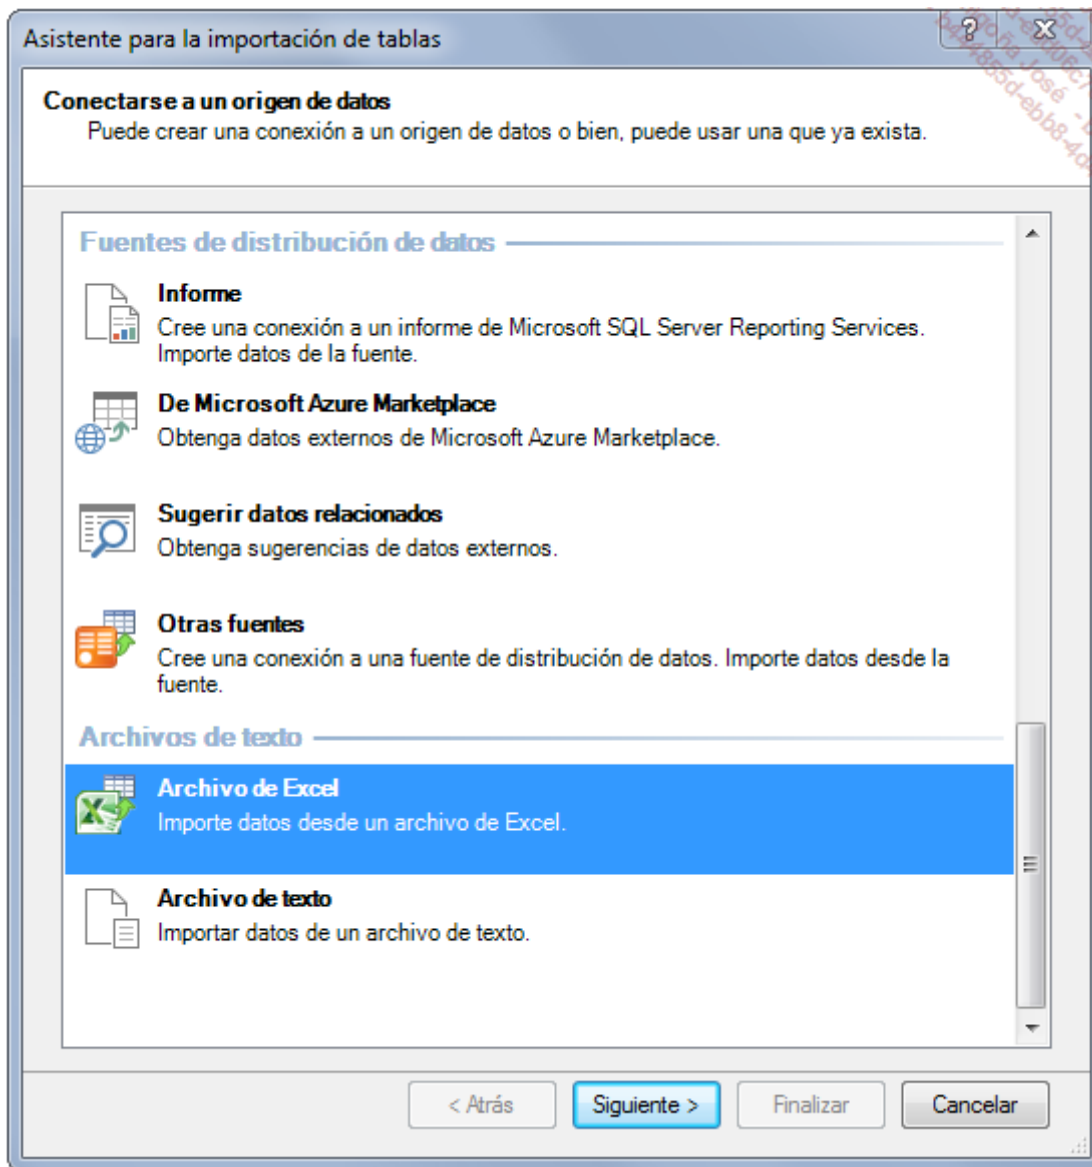 Asistente para la importación de tablas
Conectarse a un origen de datos
Puede crear una conexión a un origen de datos o bien, puede usar una que ya exista.
Fuentes de distribución de datos
Informe
Cree una conexión a un informe de Microsoft SQL Server Reporting Services.
Importe datos de la fuente.
De Microsoft Azure Marketplace
Obtenga datos externos de Microsoft Azure Marketplace.
Sugerir datos relacionados
Obtenga sugerencias de datos externos.
Otras fuentes
Cree una conexión a una fuente de distribución de datos. Importe datos desde la
fuente.
Archivos de texto
Archivo de Excel
Importe datos desde un archivo de Excel.
Archivo de texto
Importar datos de un archivo de texto.
< Atrás
Siguiente >
Finalizar
Cancelar